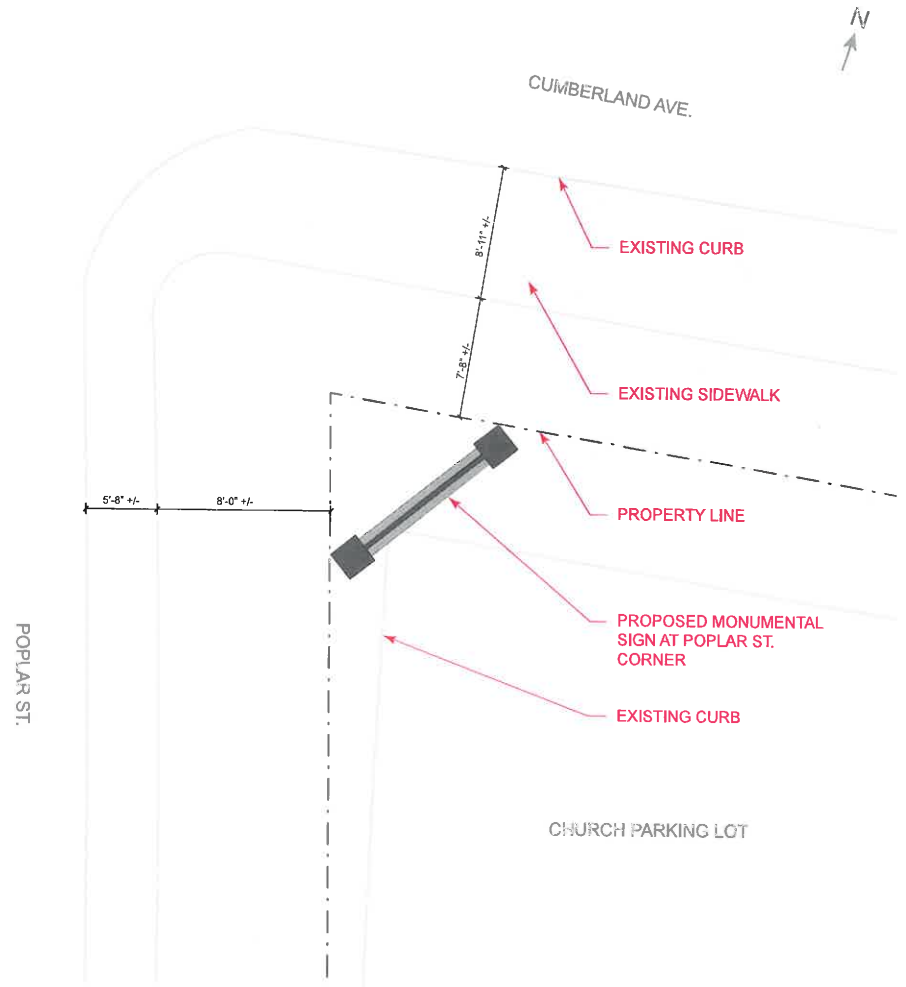 N
CUMBERLAND AVE.
8'-11" +/-
EXISTING CURB
7'-8" +/-
EXISTING SIDEWALK
5'-8" +/-
8'-0" +/-
PROPERTY LINE
PROPOSED MONUMENTAL
SIGN AT POPLAR ST.
CORNER
POPLAR ST.
EXISTING CURB
CHURCH PARKING LOT